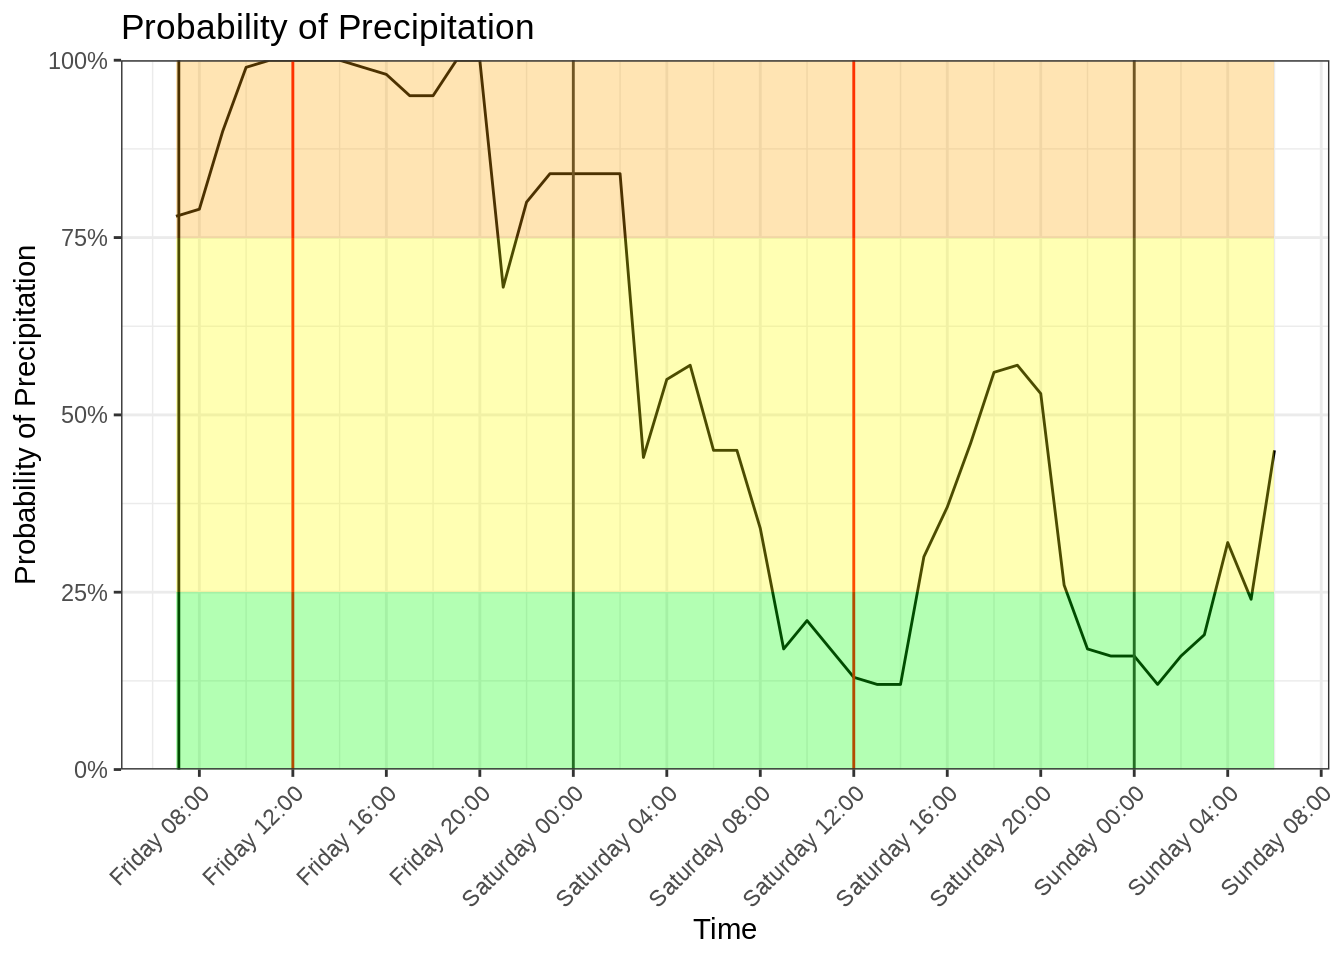 Probability of Precipitation
Probability of Precipitation
100%
75%
50%
25%
0%
Friday 08:00
Friday 12:00
Friday 16:00
Friday 20:00
Saturday 00:00
Saturday 04:00
Saturday 08:00
Saturday 12:00
Saturday 16:00
Saturday 20:00
Sunday 00:00
Sunday 04:00
Sunday 08:00
Time